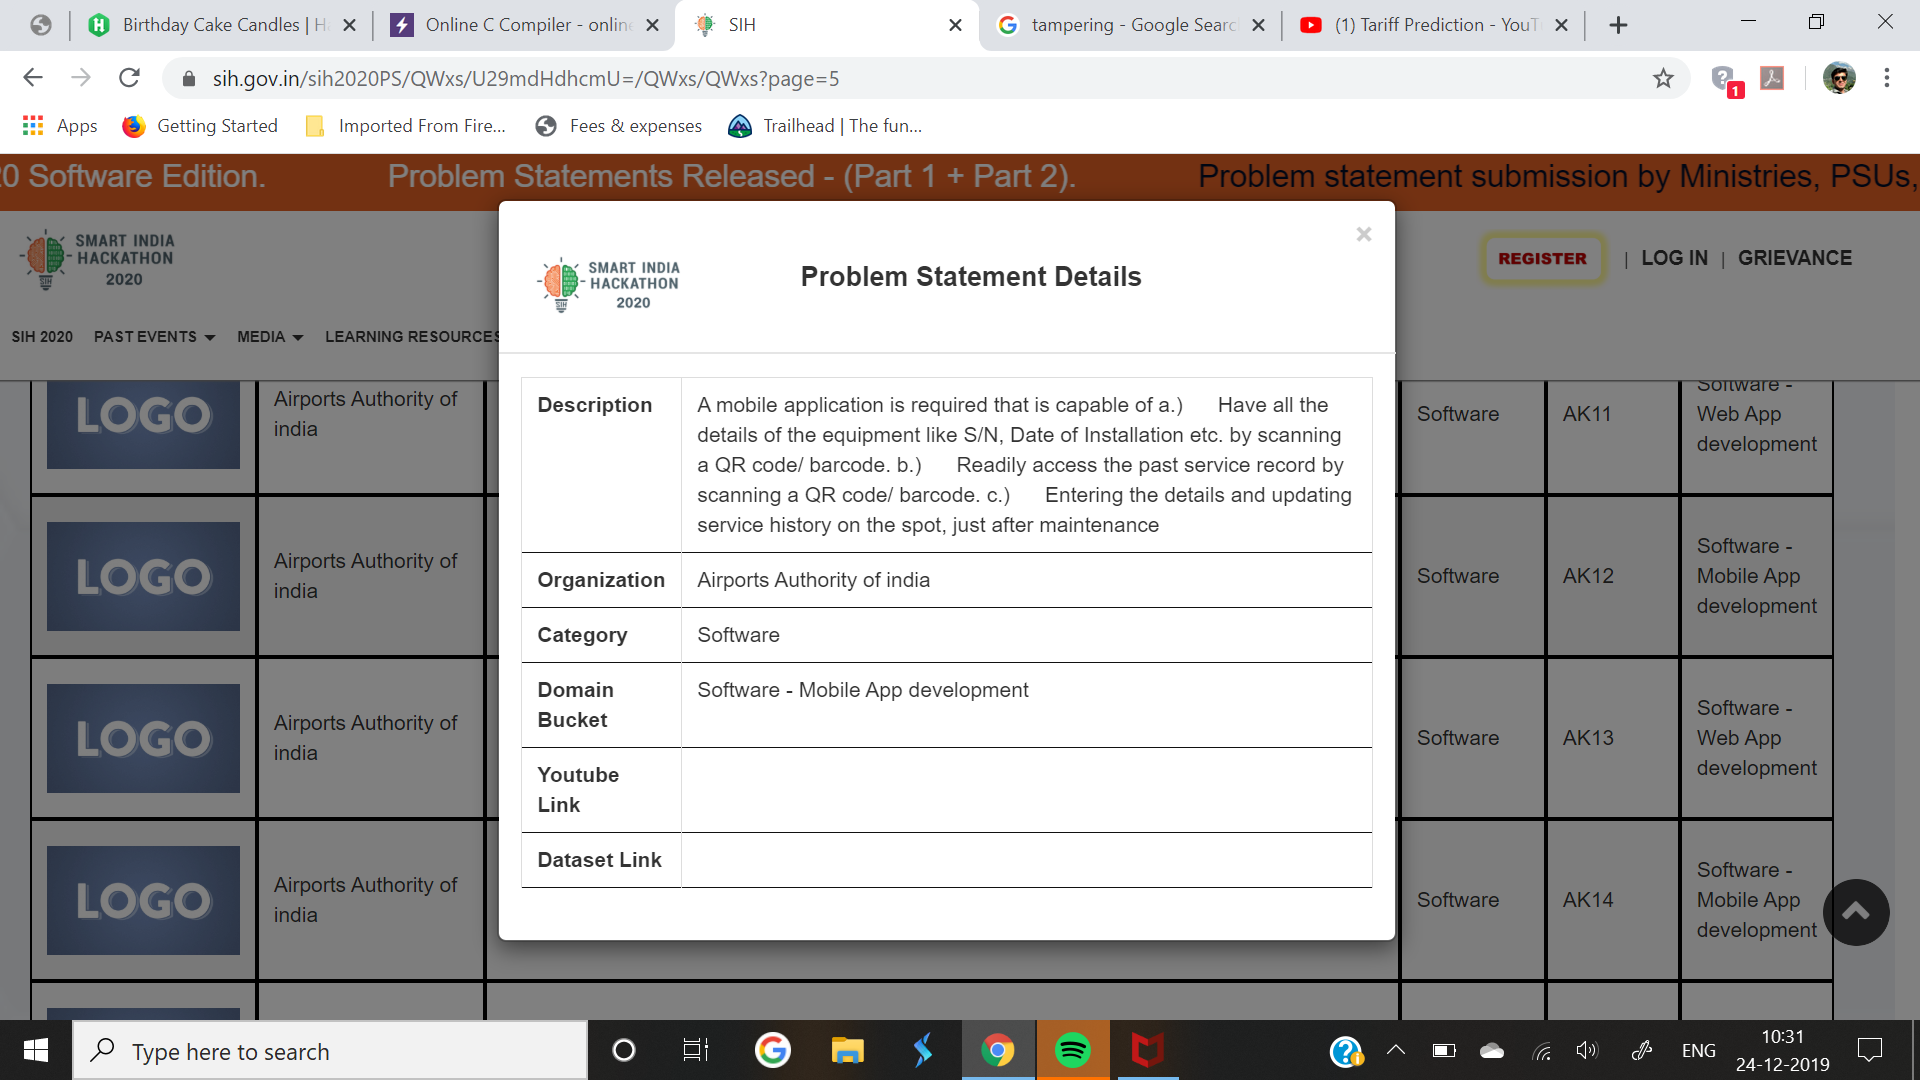 Birthday Cake Candles | H
Online C Compiler - online
SIH
tampering - Google Searc
(1) Tariff Prediction - YouT
sih.gov.in/sih2020PS/QWxs/U29mdHdhcmU=/QWxs/QWxs?page=5
1
Apps
Getting Started
Imported From Fire...
Fees & expenses
Trailhead | The fun...
20 Software Edition.
Problem Statements Released - (Part 1 + Part 2).
Problem statement submission by Ministries, PSUs,
SMART INDIA
HACKATHON
2020
REGISTER
| LOG IN | GRIEVANCE
SIH 2020
PAST EVENTS
MEDIA
LEARNING RESOURCES
SMART INDIA
HACKATHON
2020
SIH
Problem Statement Details
×
Description
A mobile application is required that is capable of a.) Have all the
details of the equipment like S/N, Date of Installation etc. by scanning
a QR code/ barcode. b.) Readily access the past service record by
scanning a QR code/ barcode. c.) Entering the details and updating
service history on the spot, just after maintenance
Organization
Airports Authority of india
Category
Software
Domain
Bucket
Software - Mobile App development
Youtube
Link
Dataset Link
LOGO
Airports Authority of
india
Software
AK11
Software -
Web App
development
LOGO
Airports Authority of
india
Software
AK12
Software -
Mobile App
development
LOGO
Airports Authority of
india
Software
AK13
Software -
Web App
development
LOGO
Airports Authority of
india
Software
AK14
Software -
Mobile App
development
Type here to search
ENG
10:31
24-12-2019